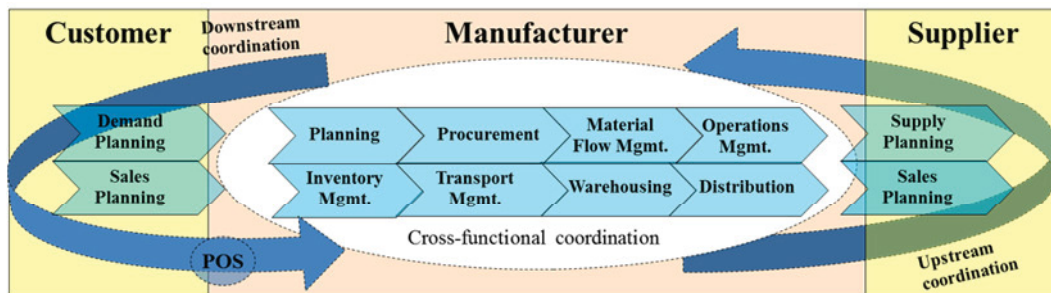 Customer
Manufacturer
Supplier
Downstream
coordination
Demand
Planning
Planning
Procurement
Material
Flow Mgmt.
Operations
Mgmt.
Supply
Planning
Sales
Planning
Inventory
Mgmt.
Transport
Mgmt.
Warehousing
Distribution
Sales
Planning
Cross-functional coordination
POS
Upstream
coordination